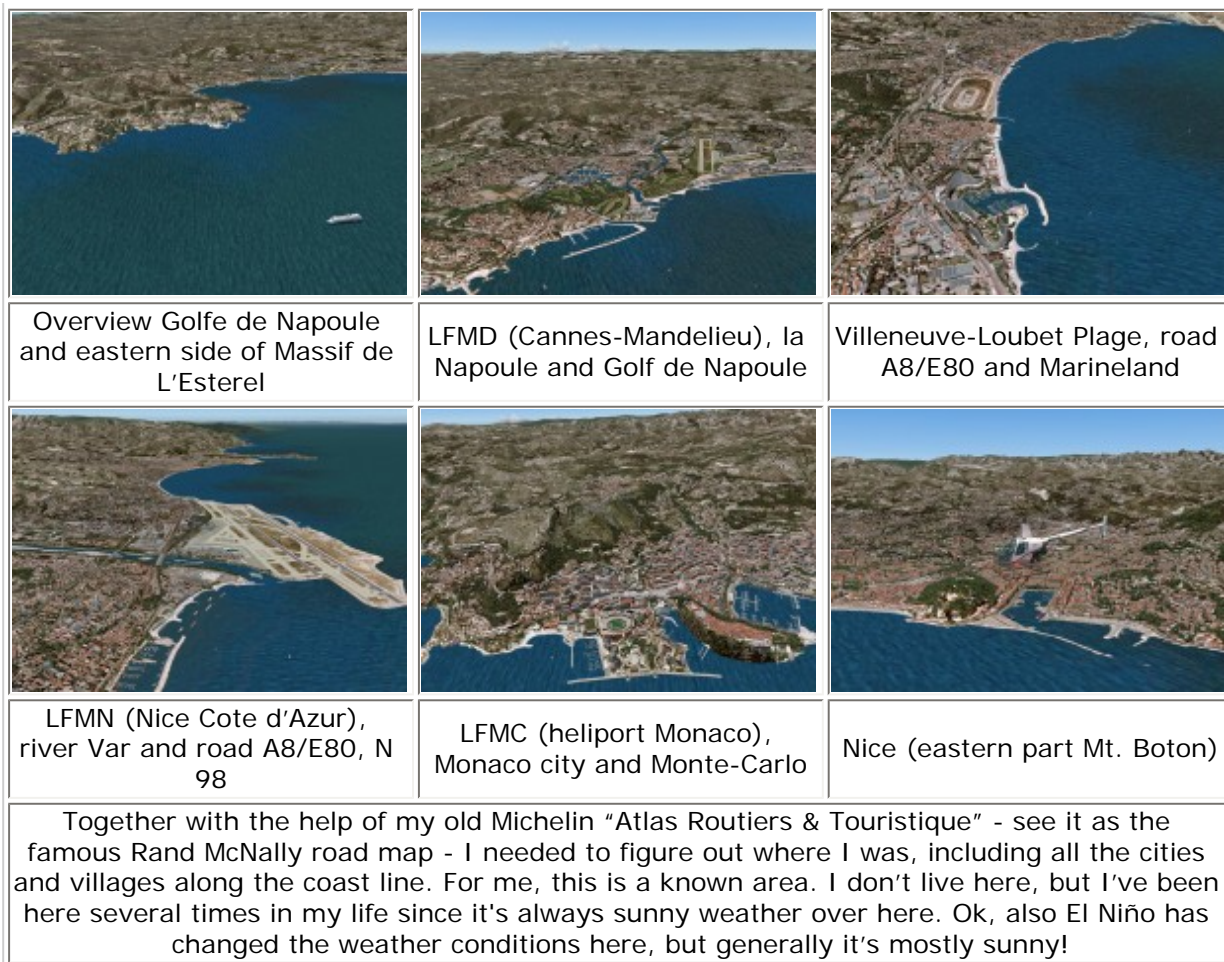 Overview Golfe de Napoule
and eastern side of Massif de
L'Esterel
LFMD (Cannes-Mandelieu), la
Napoule and Golf de Napoule
Villeneuve-Loubet Plage, road
A8/E80 and Marineland
LFMN (Nice Cote d'Azur),
river Var and road A8/E80, N
98
LFMC (heliport Monaco),
Monaco city and Monte-Carlo
Nice (eastern part Mt. Boton)
Together with the help of my old Michelin “Atlas Routiers & Touristique” - see it as the
famous Rand McNally road map - I needed to figure out where I was, including all the cities
and villages along the coast line. For me, this is a known area. I don’t live here, but I’ve been
here several times in my life since it's always sunny weather over here. Ok, also El Niño has
changed the weather conditions here, but generally it’s mostly sunny!